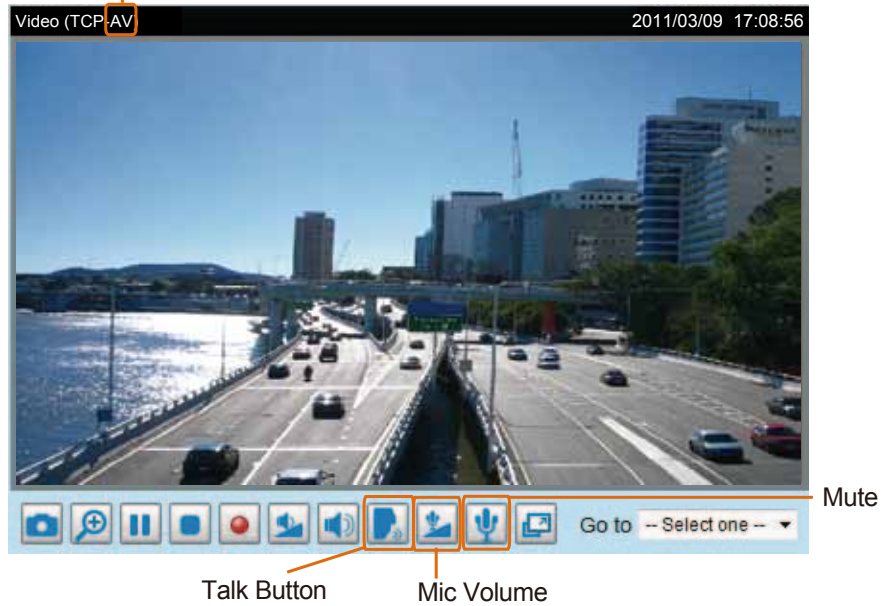 Video (TCP-AV) 2011/03/09 17:08:56
Mute
Go to -- Select one --
Talk Button Mic Volume